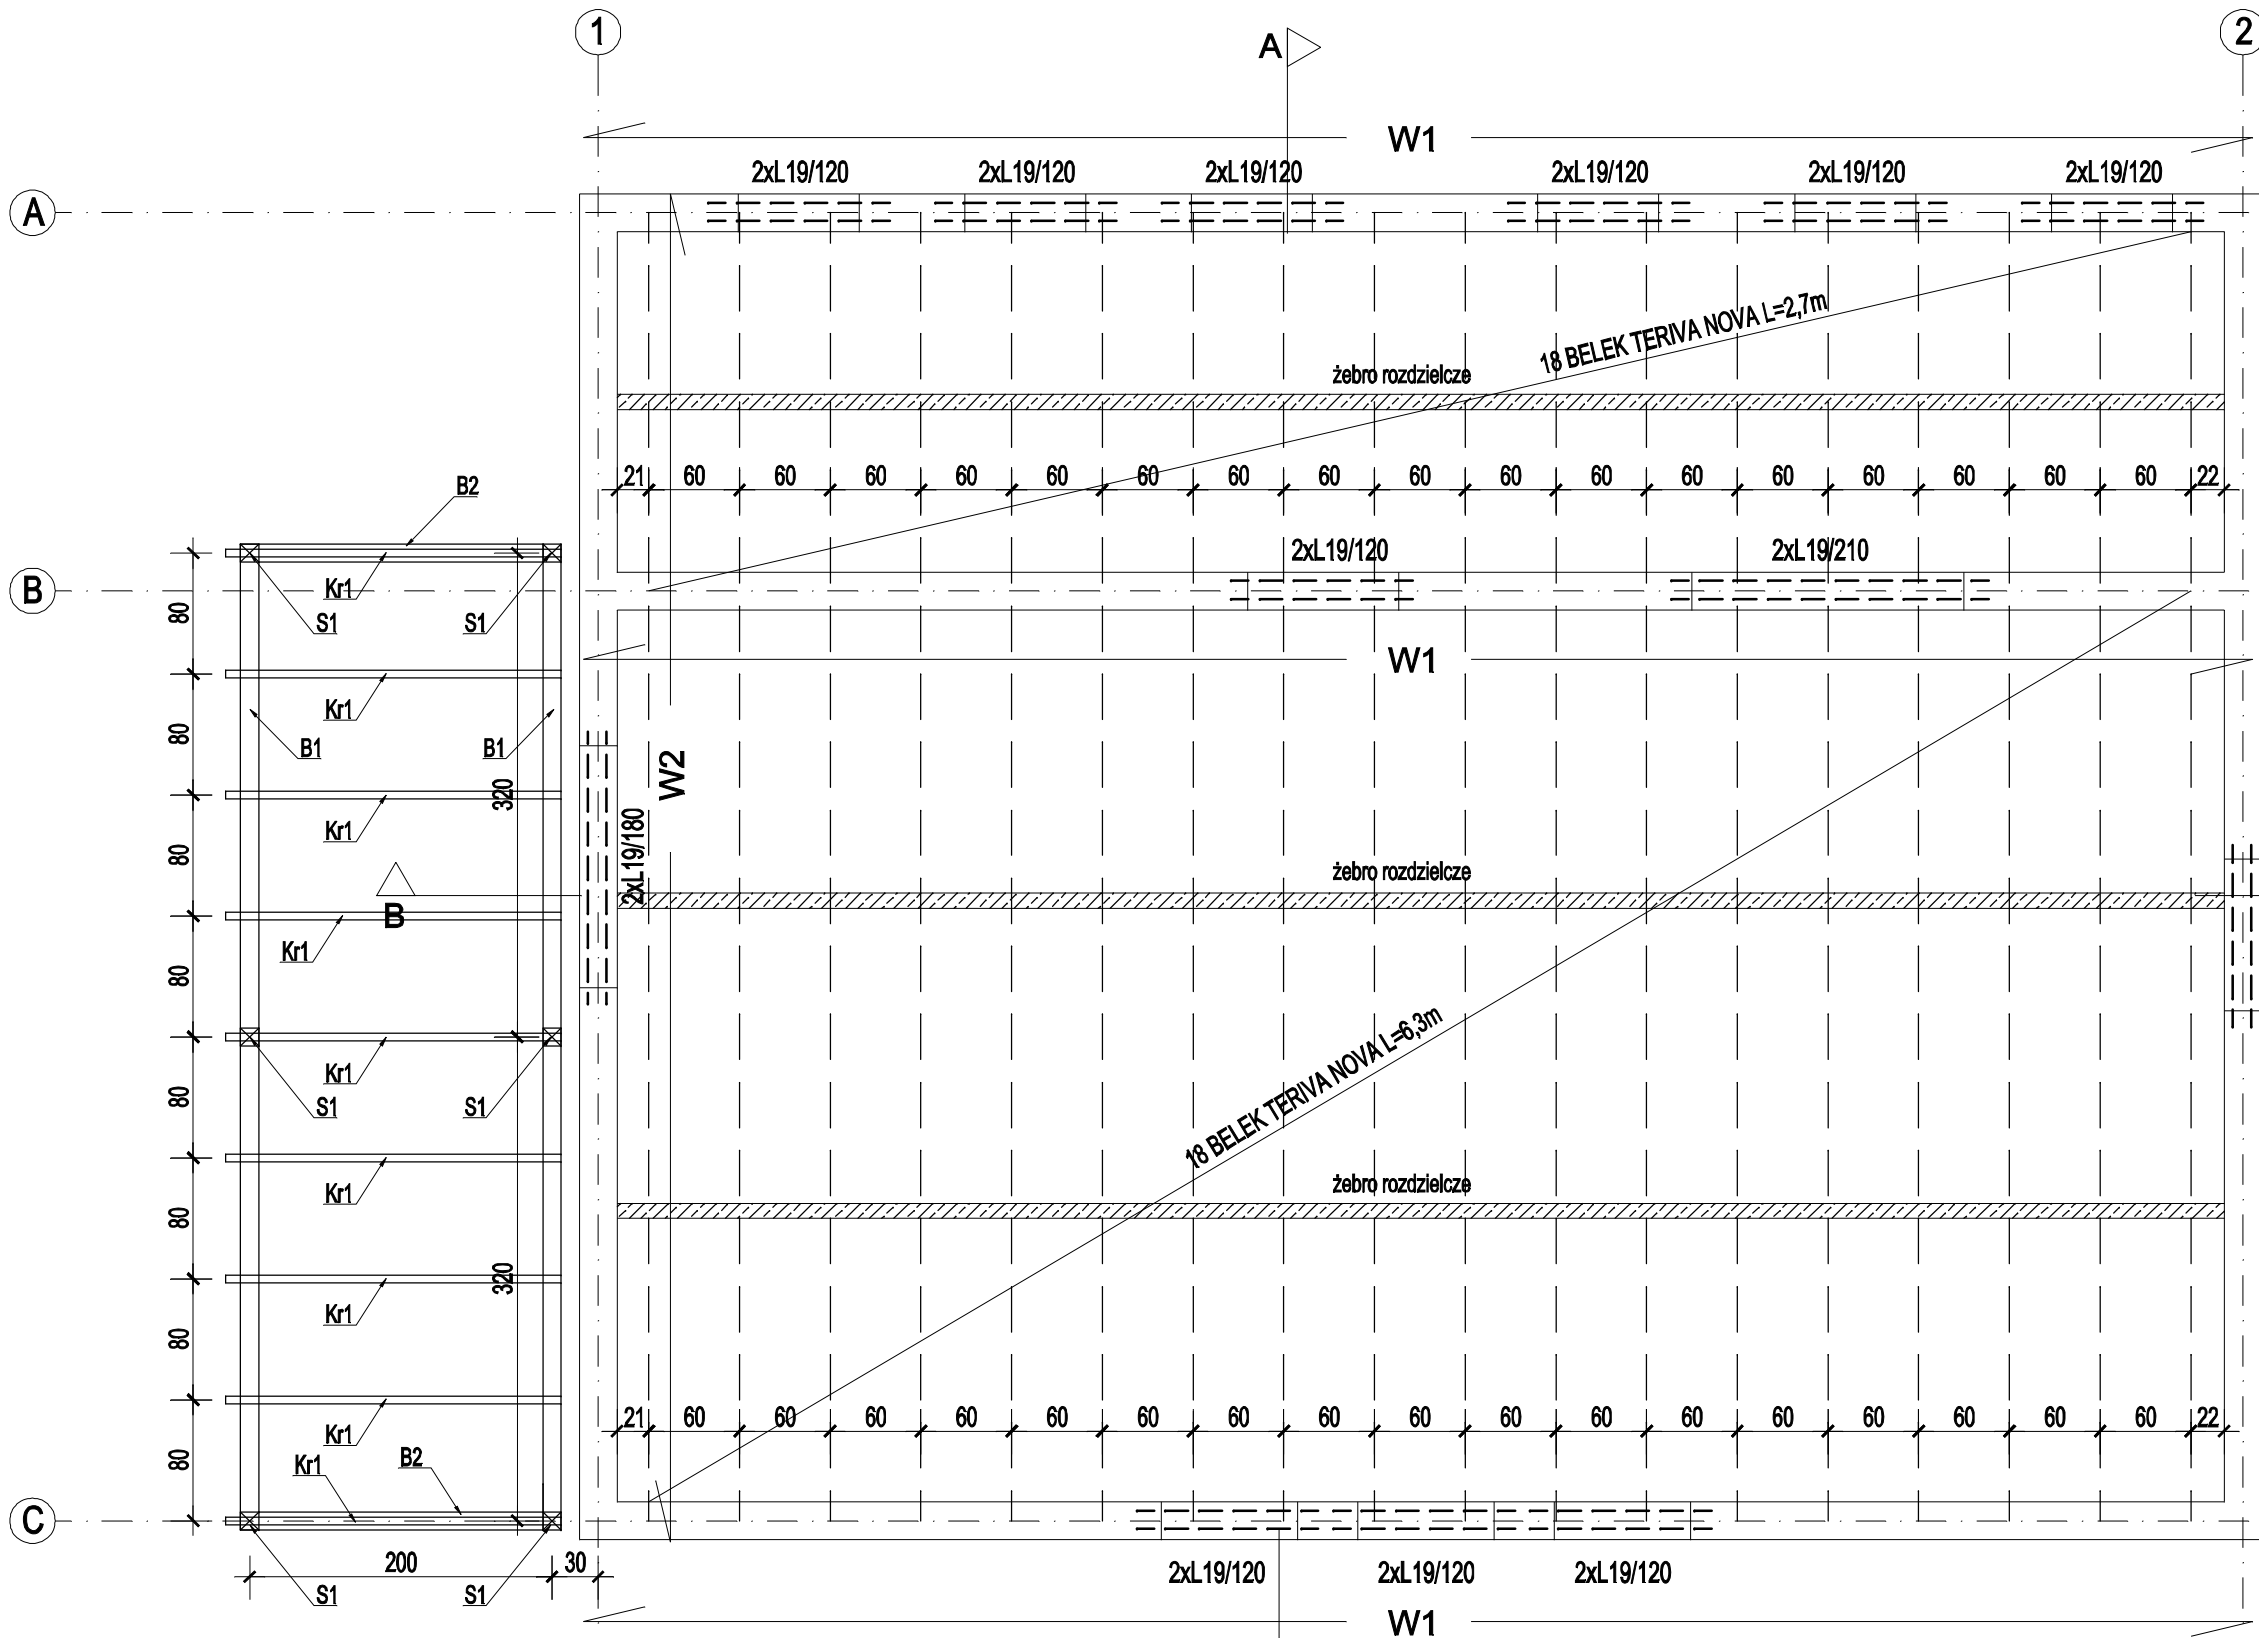 1 A 2
W1
2xL19/120 2xL19/120 2xL19/120 2xL19/120 2xL19/120 2xL19/120
A
18 BELEK TERIVA NOVA L=2,7m
żebro rozdzielcze
21 60 60 60 60 60 60 60 60 60 60 60 60 60 60 60 60 60 22
B2
2xL19/120 2xL19/210
B
Kr1
80
S1 S1
W1
Kr1
80
B1 B1
W2
320
Kr1
2xL19/180
80
żebro rozdzielcze
B
Kr1
80
18 BELEK TERIVA NOVA L=6,3m
Kr1
80
S1 S1
żebro rozdzielcze
Kr1
80
320
Kr1
80
21 60 60 60 60 60 60 60 60 60 60 60 60 60 60 60 60 60 22
Kr1
80
Kr1 B2
C
200 30
2xL19/120 2xL19/120 2xL19/120
S1 S1
W1